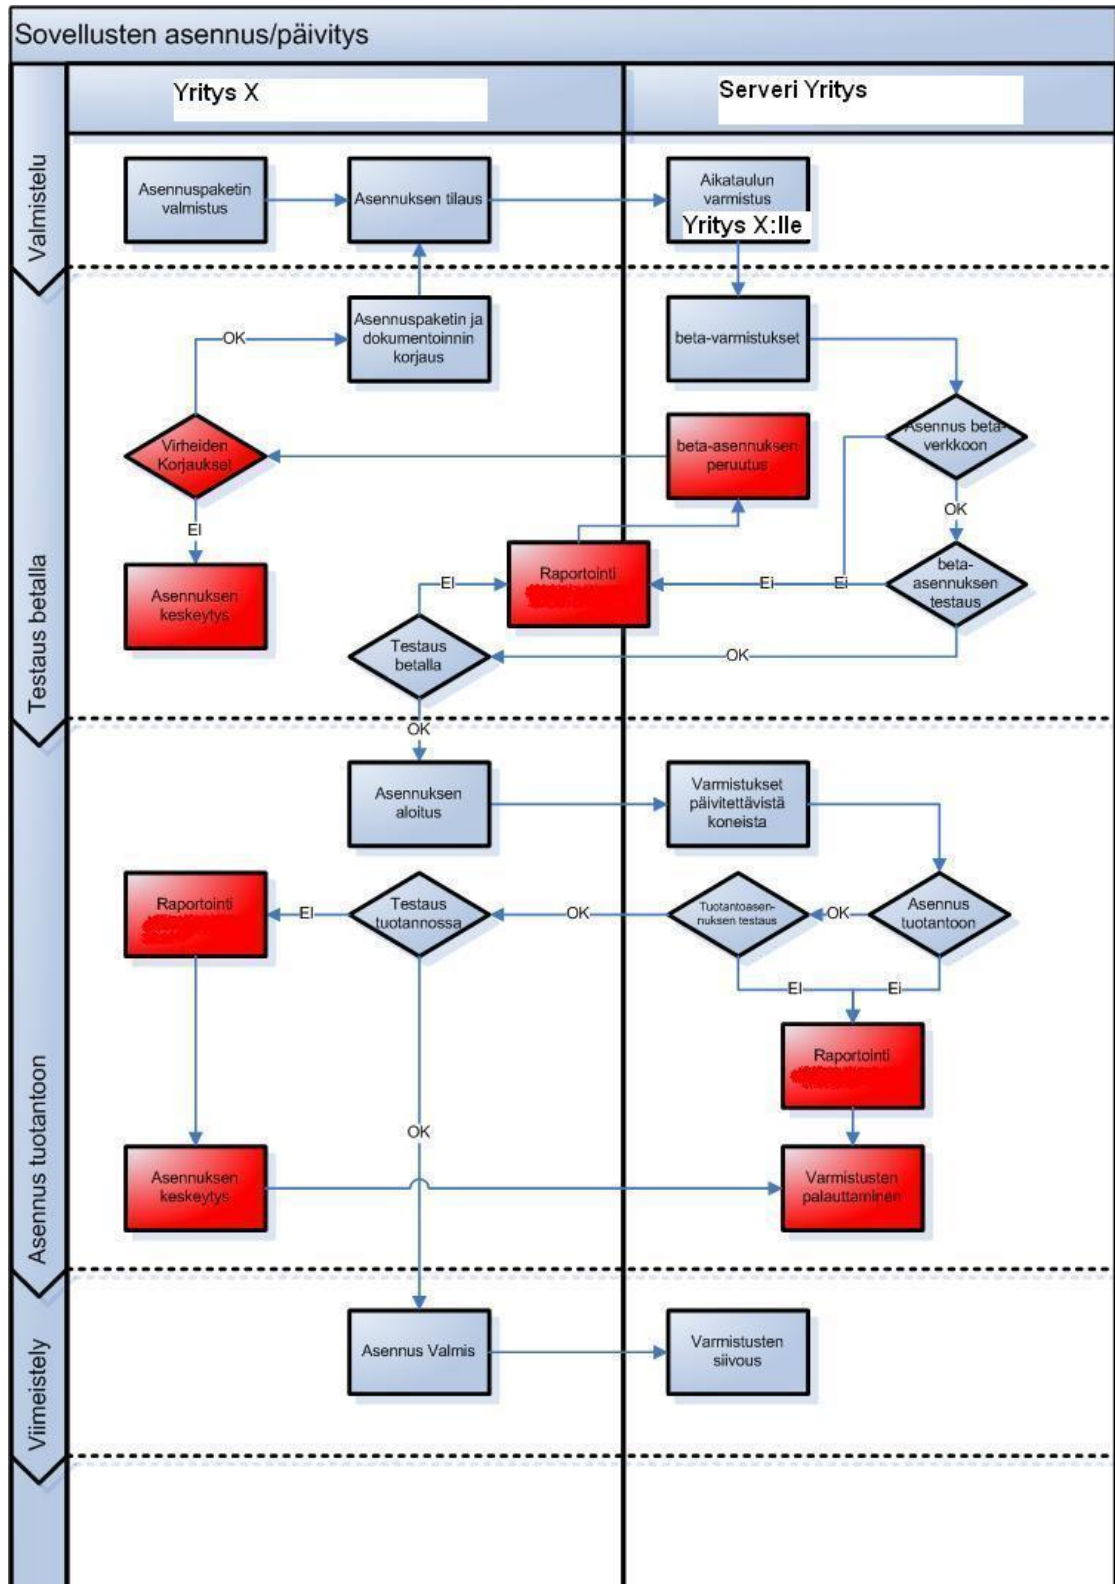 Sovellusten asennus/päivitys
Yritys X
Serveri Yritys
Valmistelu
Asennuspaketin
valmistus
Asennuksen tilaus
Aikataulun
varmistus
Yritys X:lle
Testaus betalla
Asennuspaketin ja
dokumentoinnin
korjaus
beta-varmistukset
OK
Virheiden
Korjaukset
beta-asennuksen
peruutus
Asennus beta-
verkkoon
EI
OK
Asennuksen
keskeytys
Raportointi
EI
Ei
Ei
beta-
asennuksen
testaus
Testaus
betalla
OK
OK
Asennus tuotantoon
Asennuksen
aloitus
Varmistukset
päivitettävistä
koneista
Raportointi
EI
Testaus
tuotannossa
OK
Tuotantoasen-
nuksen testaus
OK
Asennus
tuotantoon
EI
Ei
Raportointi
OK
Asennuksen
keskeytys
Varmistusten
palauttaminen
Viimeistely
Asennus Valmis
Varmistusten
siivous